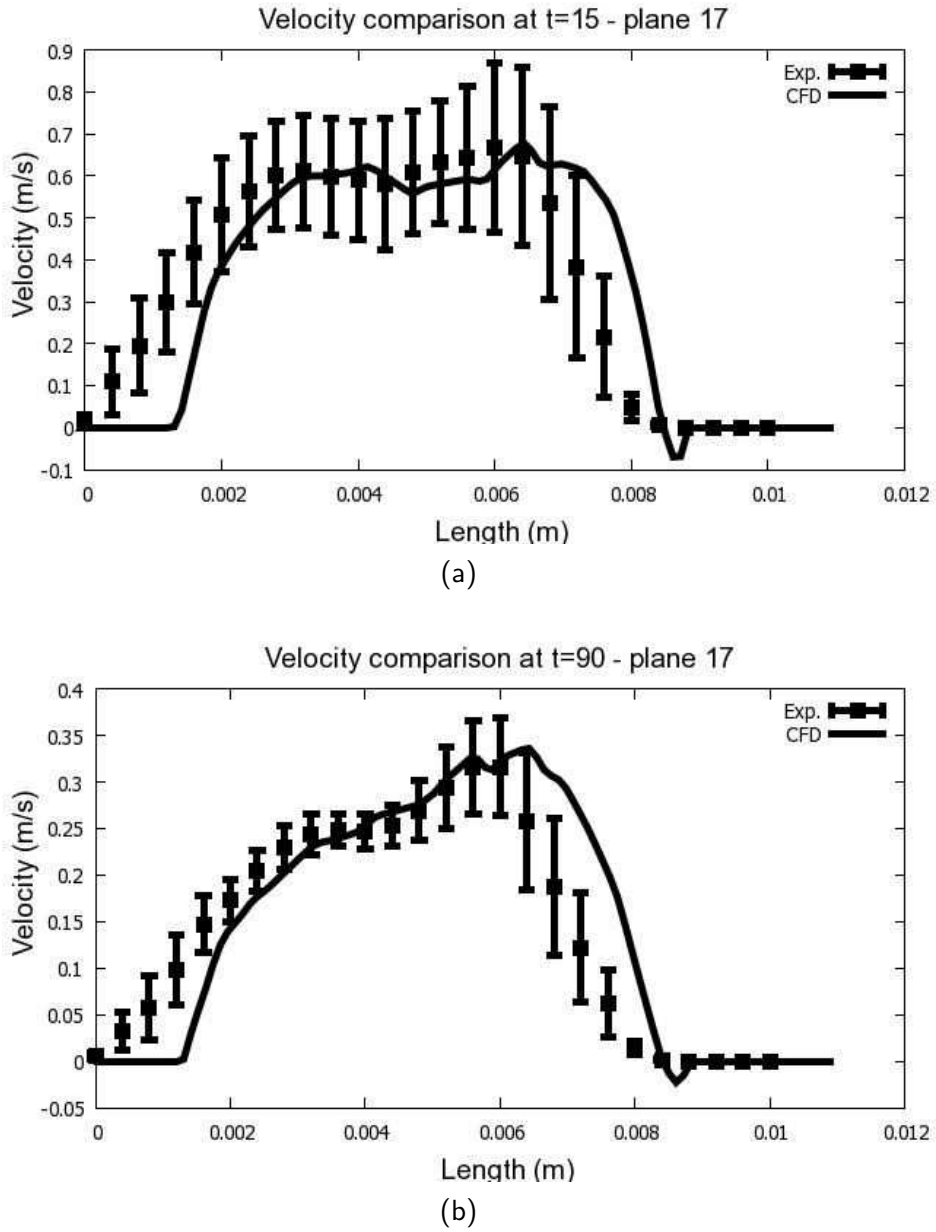 Velocity comparison at t=15 - plane 17
0.9
Exp.
CFD
0.8
0.7
0.6
0.5
0.4
0.3
0.2
0.1
0
-0.1
Velocity (m/s)
0 0.002 0.004 0.006 0.008 0.01 0.012
Length (m)
(a)
Velocity comparison at t=90 - plane 17
0.4
Exp.
CFD
0.35
0.3
0.25
0.2
0.15
0.1
0.05
0
-0.05
Velocity (m/s)
0 0.002 0.004 0.006 0.008 0.01 0.012
Length (m)
(b)